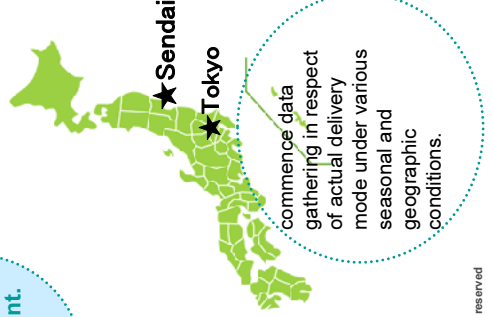 Sendai
Tokyo
commence data
gathering in respect
of actual delivery
mode under various
seasonal and
geographic
conditions.
nt.
reserved